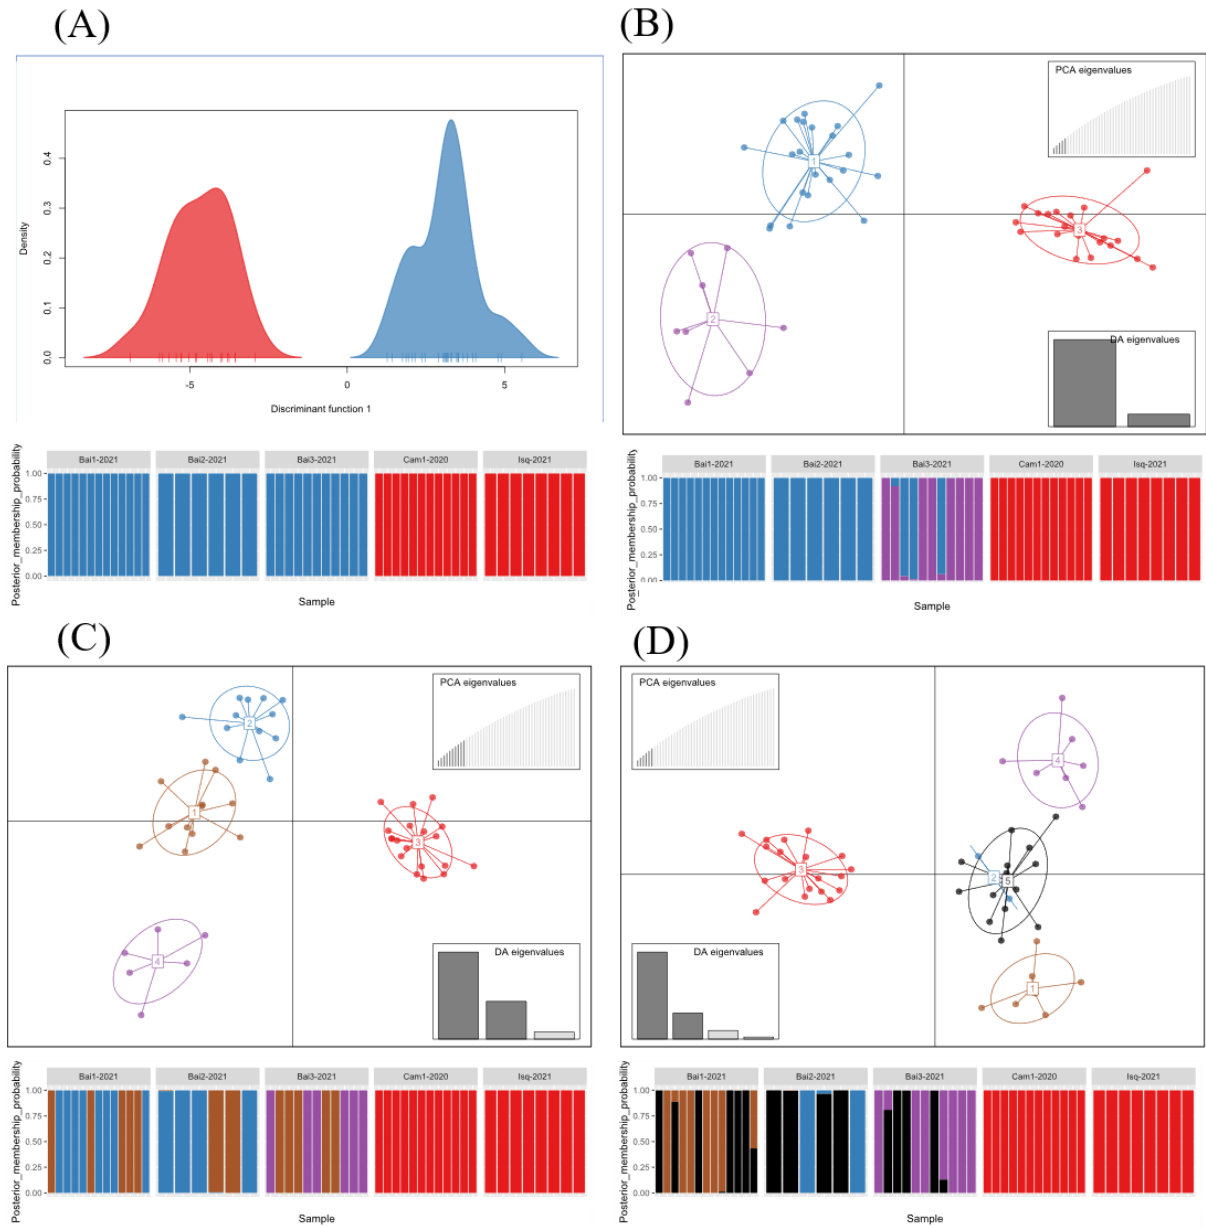 (A)
Density
0.4
0.3
0.2
0.1
0.0
-5
0
5
Discriminant function 1
Posterior_membership_probability
1.00
0.75
0.50
0.25
0.00
Bai1-2021
Bai2-2021
Bai3-2021
Cam1-2020
Isq-2021
Sample
(B)
PCA eigenvalues
1
2
3
DA eigenvalues
Posterior_membership_probability
1.00
0.75
0.50
0.25
0.00
Bai1-2021
Bai2-2021
Bai3-2021
Cam1-2020
Isq-2021
Sample
(C)
PCA eigenvalues
2
1
3
4
DA eigenvalues
Posterior_membership_probability
1.00
0.75
0.50
0.25
0.00
Bai1-2021
Bai2-2021
Bai3-2021
Cam1-2020
Isq-2021
Sample
(D)
PCA eigenvalues
4
3
2
5
1
DA eigenvalues
Posterior_membership_probability
1.00
0.75
0.50
0.25
0.00
Bai1-2021
Bai2-2021
Bai3-2021
Cam1-2020
Isq-2021
Sample